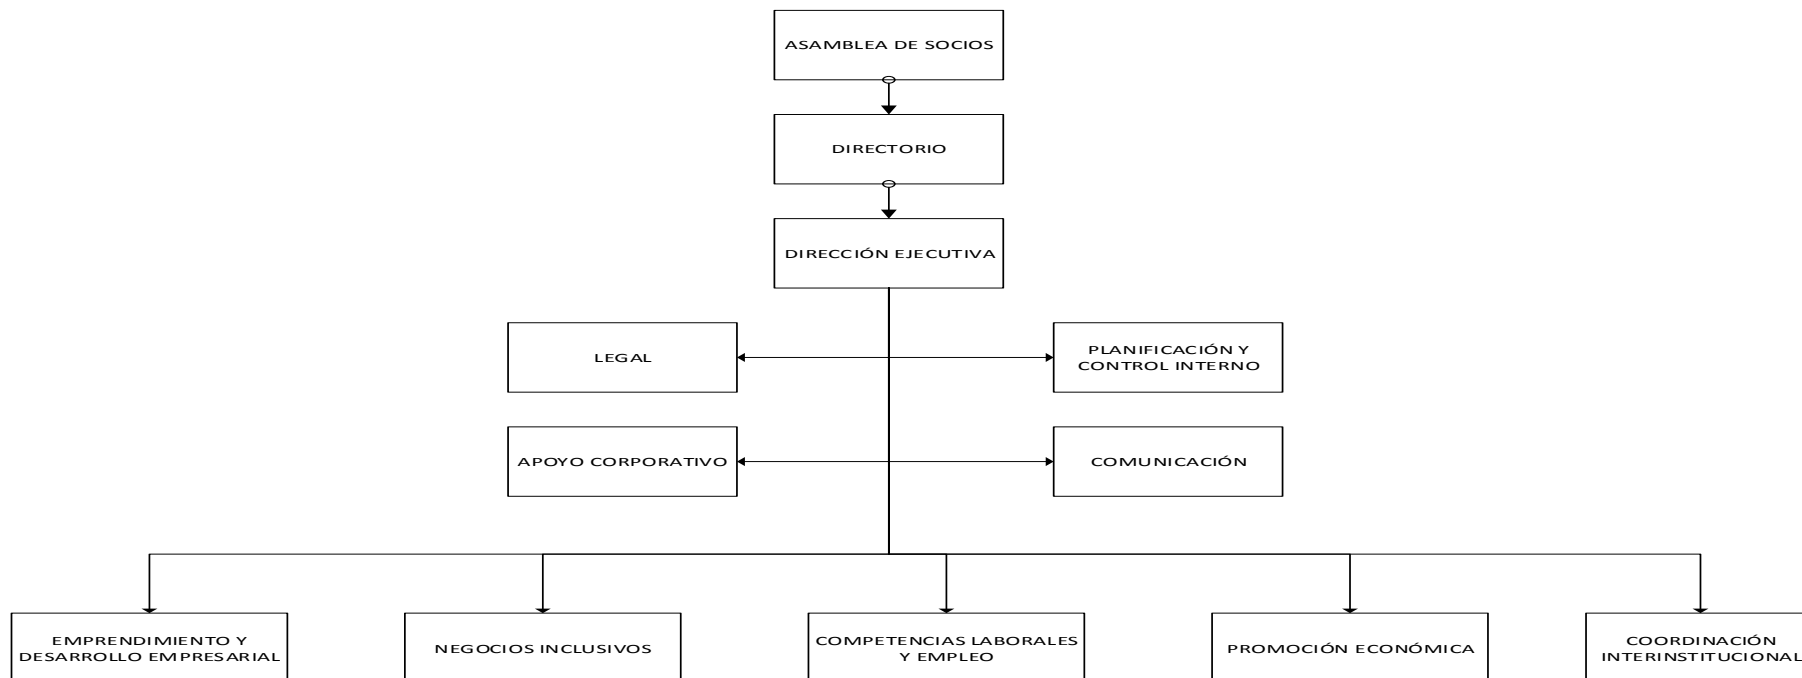 ASAMBLEA DE SOCIOS
DIRECTORIO
DIRECCIÓN EJECUTIVA
LEGAL
PLANIFICACIÓN Y
CONTROL INTERNO
APOYO CORPORATIVO
COMUNICACIÓN
EMPRENDIMIENTO Y
DESARROLLO EMPRESARIAL
NEGOCIOS INCLUSIVOS
COMPETENCIAS LABORALES
Y EMPLEO
PROMOCIÓN ECONÓMICA
COORDINACIÓN
INTERINSTITUCIONAL